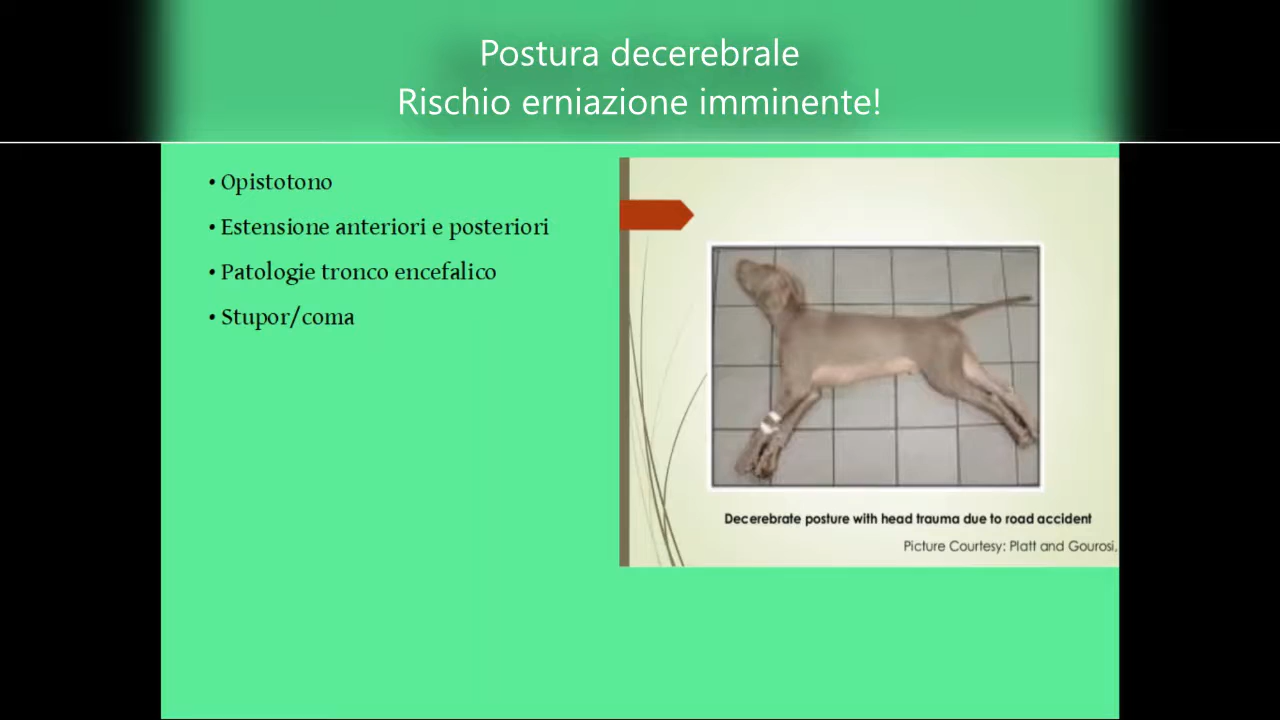 Postura decerebrale
Rischio erniazione imminente!
• Opistotono
• Estensione anteriori e posteriori
• Patologie tronco encefalico
• Stupor/coma
Decerebrate posture with head trauma due to road accident
Picture Courtesy: Platt and Gourosi,